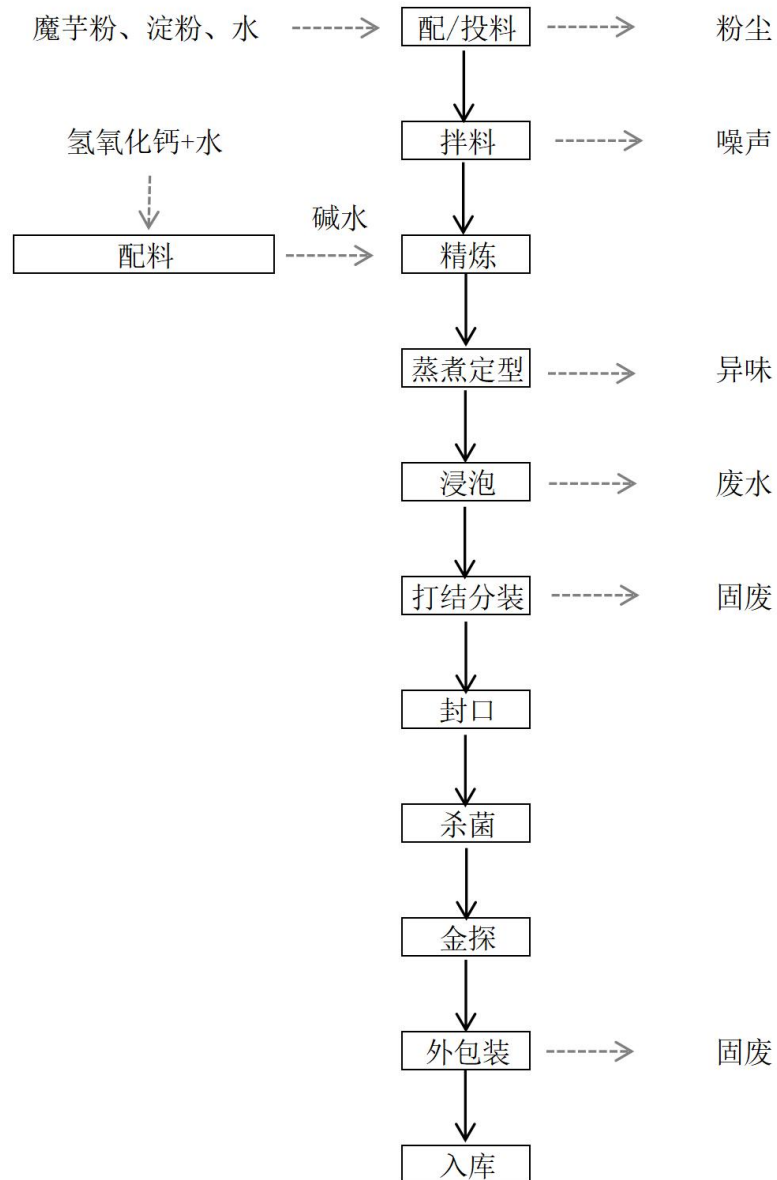 魔芋粉、淀粉、水
配/投料
粉尘
氢氧化钙+水
拌料
噪声
碱水
配料
精炼
蒸煮定型
异味
浸泡
废水
打结分装
固废
封口
杀菌
金探
外包装
固废
入库